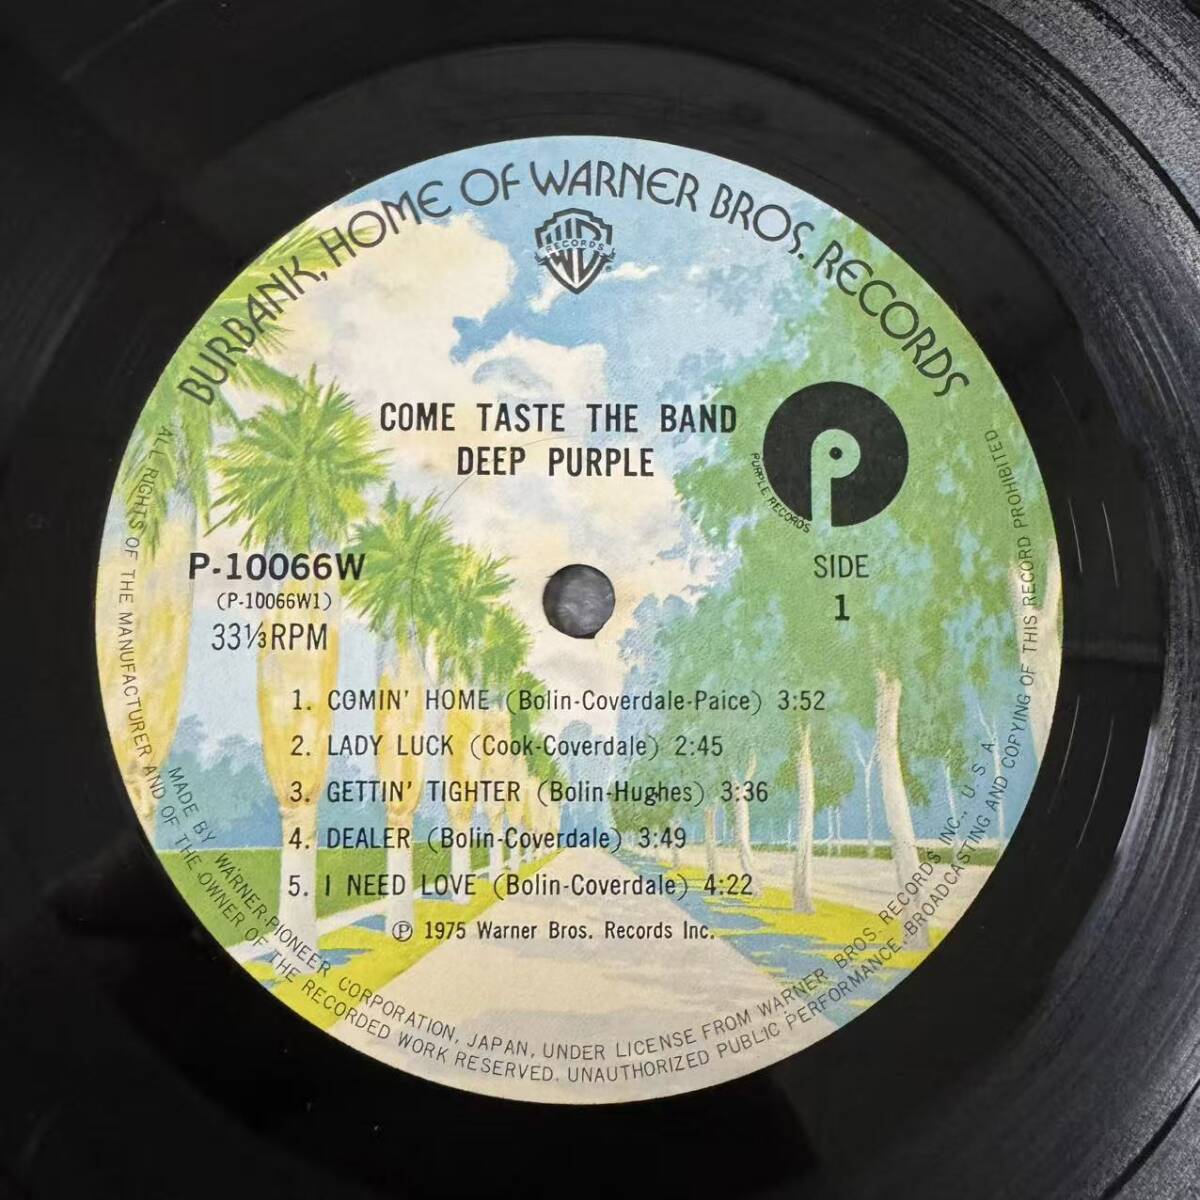 BURBANK, HOME OF WARNER BROS. RECORDS
WB
RECORDS
®
COME TASTE THE BAND
DEEP PURPLE
PURPLE RECORDS
P-10066W
(P-10066W1)
33⅓RPM
SIDE
1
1. COMIN' HOME (Bolin-Coverdale-Paice) 3:52
2. LADY LUCK (Cook-Coverdale) 2:45
3. GETTIN' TIGHTER (Bolin-Hughes) 3:36
4. DEALER (Bolin-Coverdale) 3:49
5. I NEED LOVE (Bolin-Coverdale) 4:22
Ⓟ 1975 Warner Bros. Records Inc.
MADE BY WARNER-PIONEER CORPORATION, JAPAN, UNDER LICENSE FROM WARNER BROS. RECORDS INC., U.S.A.
ALL RIGHTS OF THE MANUFACTURER AND OF THE OWNER OF THE RECORDED WORK RESERVED. UNAUTHORIZED PUBLIC PERFORMANCE, BROADCASTING AND COPYING OF THIS RECORD PROHIBITED